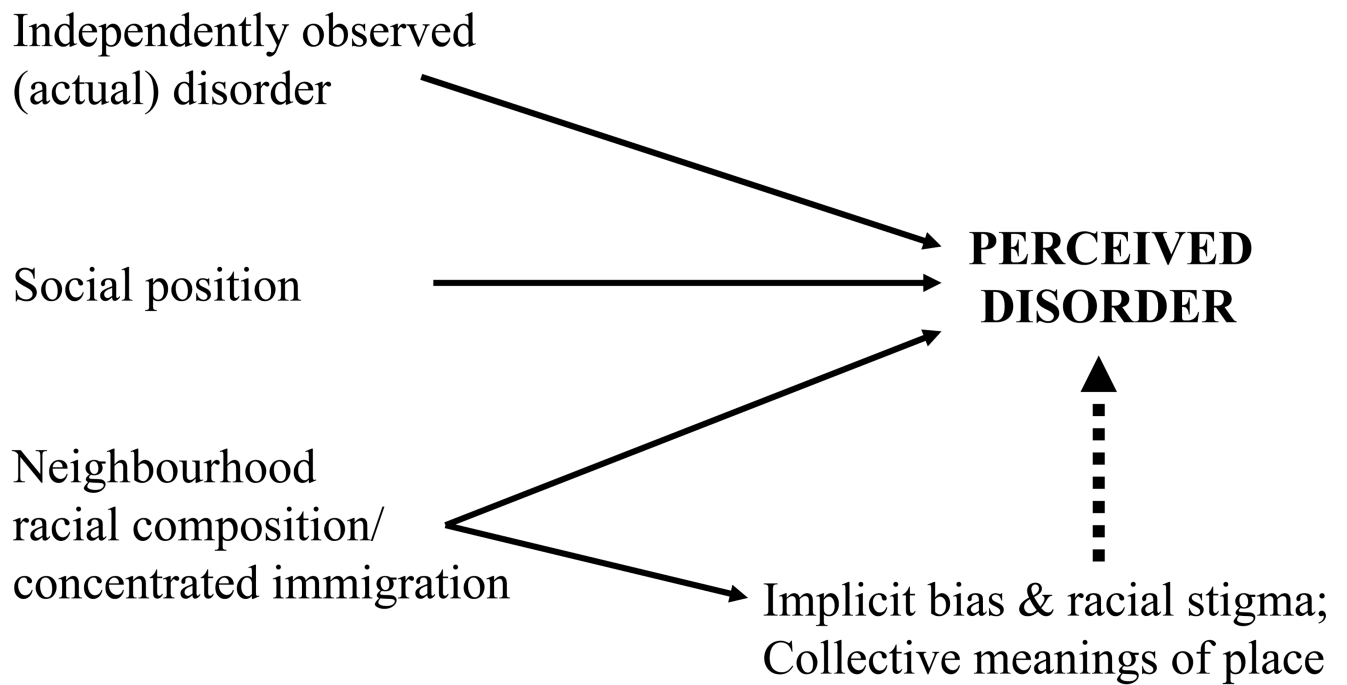 Independently observed
(actual) disorder
Social position
PERCEIVED
DISORDER
Neighbourhood
racial composition/
concentrated immigration
Implicit bias & racial stigma;
Collective meanings of place